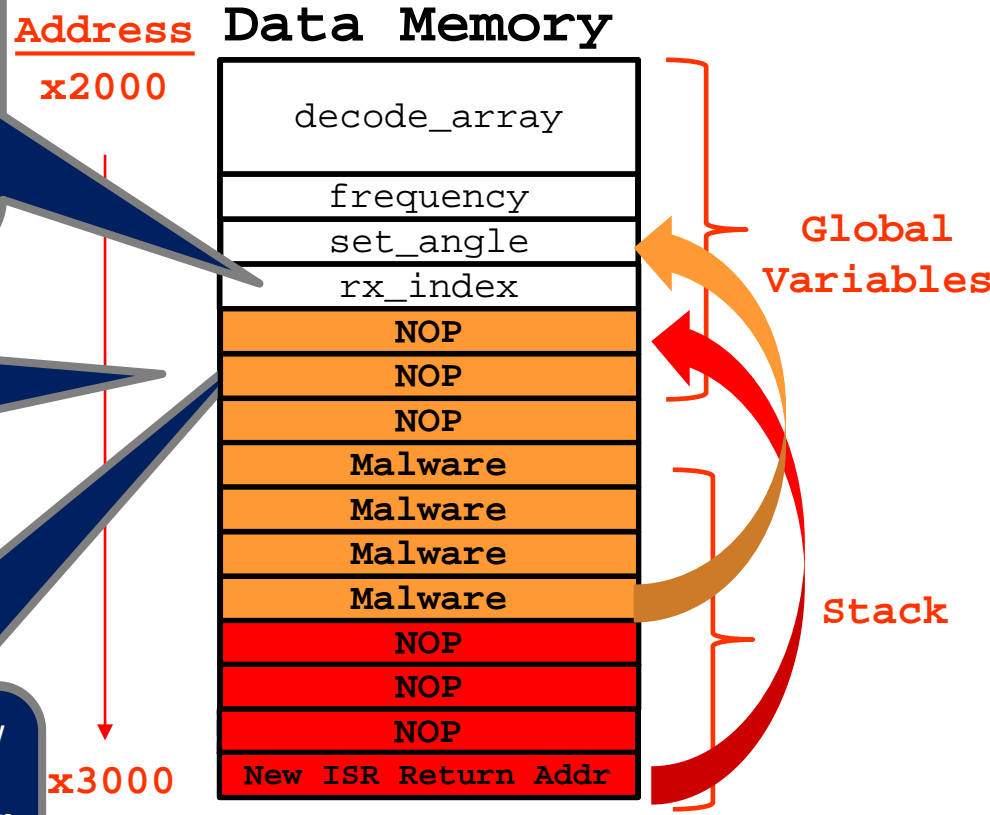 Address
Data Memory
x2000
decode_array
frequency
set_angle
rx_index
NOP
NOP
NOP
Malware
Malware
Malware
Malware
NOP
NOP
NOP
New ISR Return Addr
x3000
Global
Variables
Stack